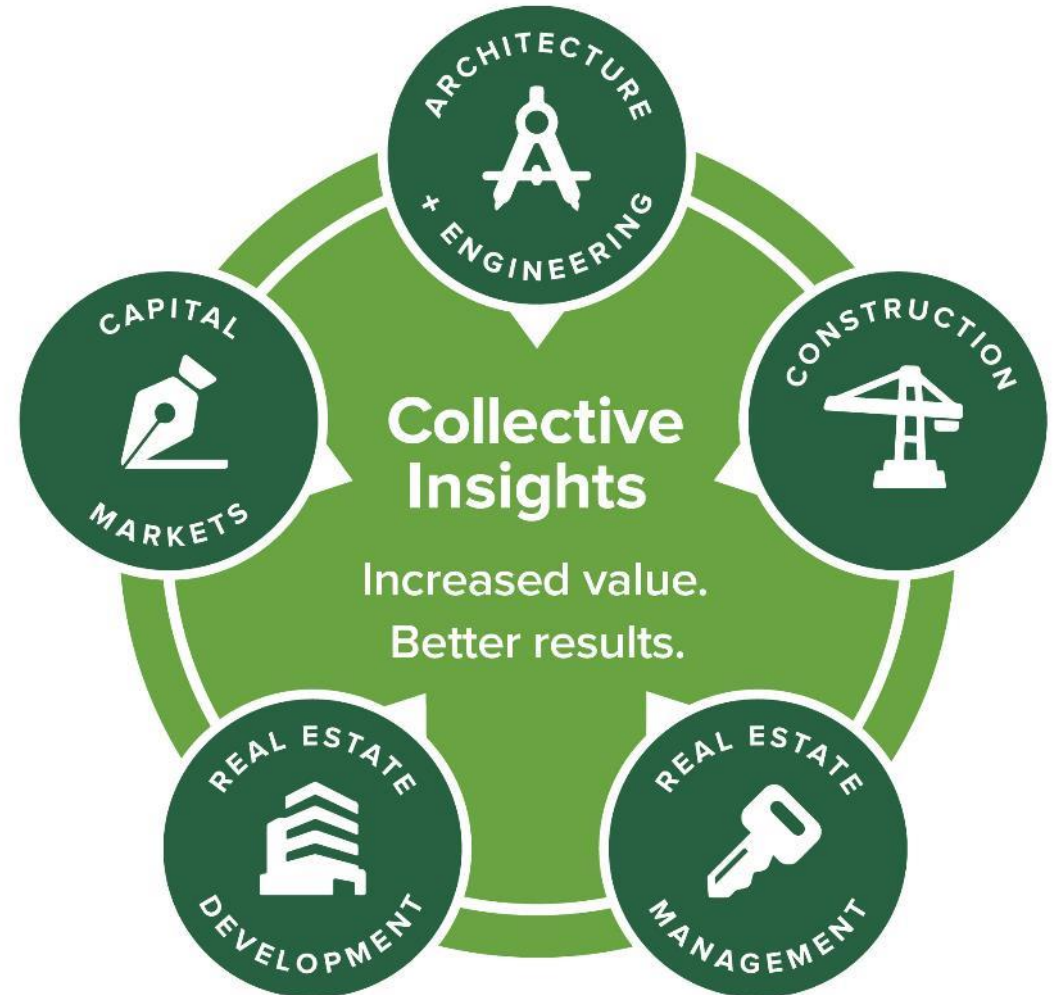 ARCHITECTURE
+ ENGINEERING
CAPITAL
MARKETS
CONSTRUCTION
Collective
Insights
Increased value.
Better results.
REAL ESTATE
DEVELOPMENT
REAL ESTATE
MANAGEMENT